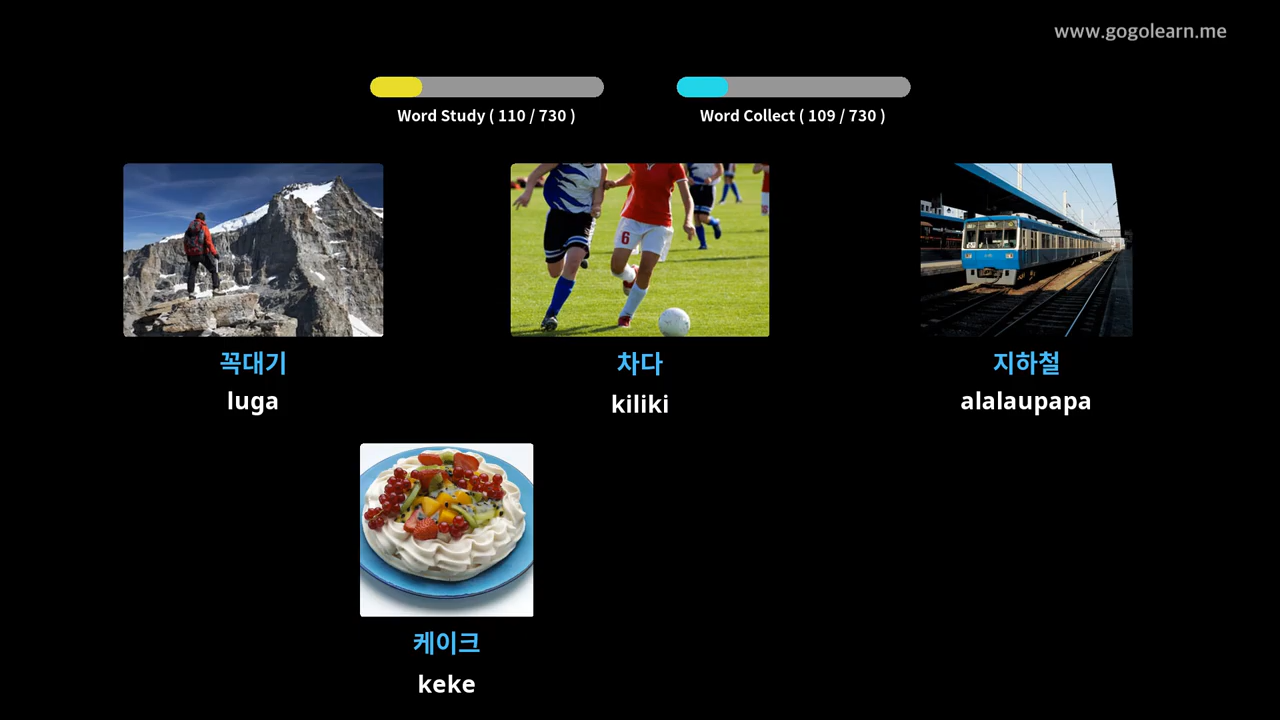 www.gogolearn.me
Word Study ( 110 / 730 )
Word Collect ( 109 / 730 )
꼭대기
luga
차다
kiliki
지하철
alalaupapa
케이크
keke